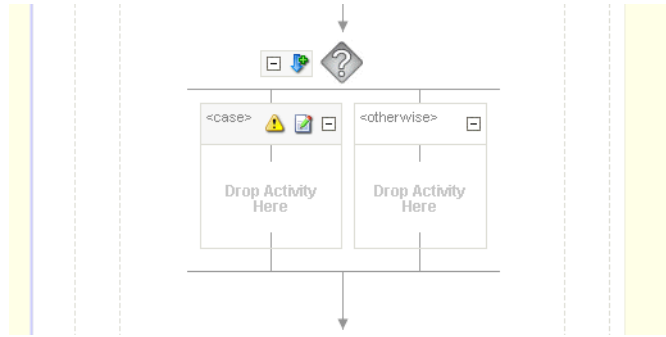 <case>
<otherwise>
Drop Activity
Here
Drop Activity
Here